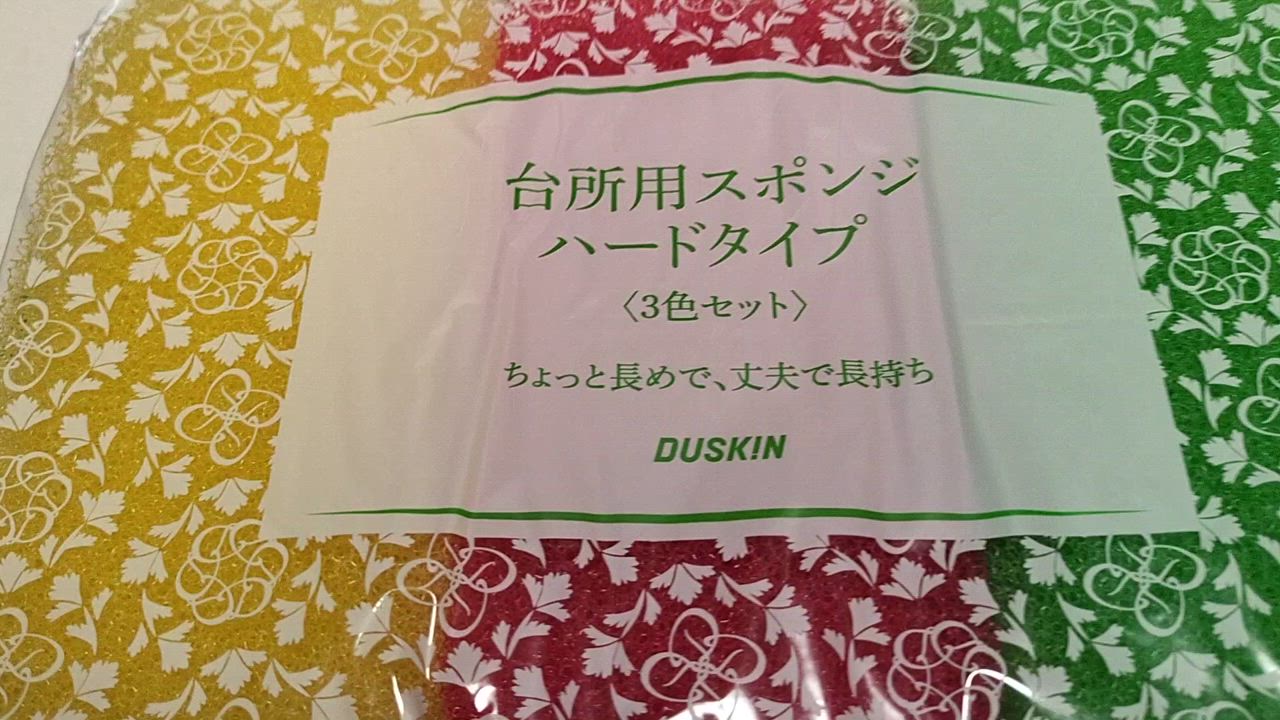 台所用スポンジ
ハードタイプ
〈3色セット〉
ちょっと長めで、丈夫で長持ち
DUSK!N